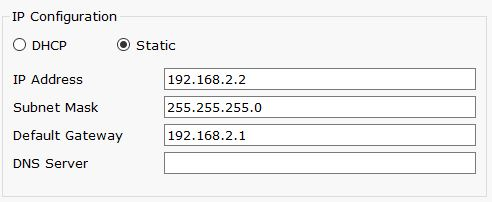 IP Configuration
DHCP Static
IP Address 192.168.2.2
Subnet Mask 255.255.255.0
Default Gateway 192.168.2.1
DNS Server